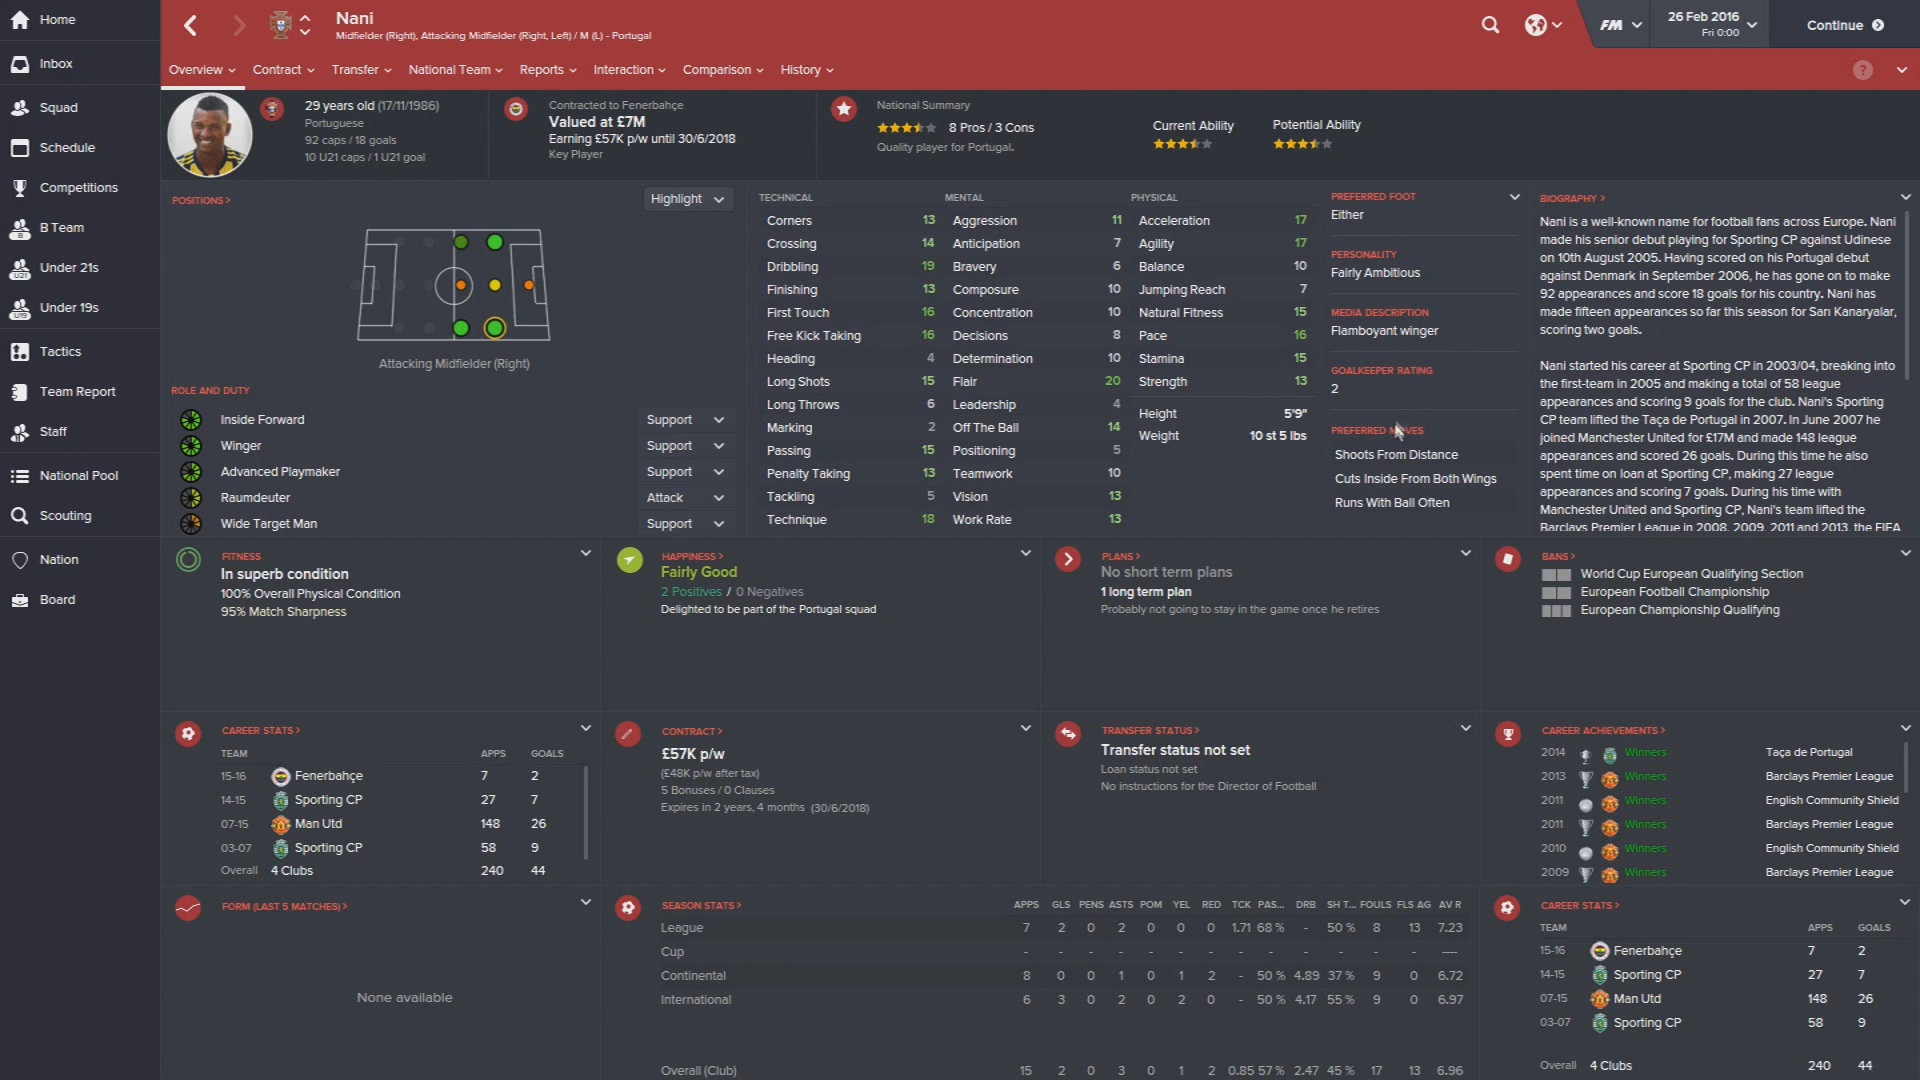 Home
Inbox
Squad
Schedule
Competitions
B Team
Under 21s
Under 19s
Tactics
Team Report
Staff
National Pool
Scouting
Nation
Board
Nani
Midfielder (Right), Attacking Midfielder (Right, Left) / M (L) - Portugal
FM
26 Feb 2016
Fri 0:00
Continue
Overview Contract Transfer National Team Reports Interaction Comparison History
?
29 years old (17/11/1986)
Portuguese
92 caps / 18 goals
10 U21 caps / 1 U21 goal
Contracted to Fenerbahçe
Valued at £7M
Earning £57K p/w until 30/6/2018
Key Player
National Summary
8 Pros / 3 Cons
Quality player for Portugal.
Current Ability
Potential Ability
POSITIONS >
Highlight
Attacking Midfielder (Right)
ROLE AND DUTY
Inside Forward Support
Winger Support
Advanced Playmaker Support
Raumdeuter Attack
Wide Target Man Support
TECHNICAL
Corners 13
Crossing 14
Dribbling 19
Finishing 13
First Touch 16
Free Kick Taking 16
Heading 4
Long Shots 15
Long Throws 6
Marking 2
Passing 15
Penalty Taking 13
Tackling 5
Technique 18
MENTAL
Aggression 11
Anticipation 7
Bravery 6
Composure 10
Concentration 10
Decisions 8
Determination 10
Flair 20
Leadership 4
Off The Ball 14
Positioning 5
Teamwork 10
Vision 13
Work Rate 13
PHYSICAL
Acceleration 17
Agility 17
Balance 10
Jumping Reach 7
Natural Fitness 15
Pace 16
Stamina 15
Strength 13
Height 5'9"
Weight 10 st 5 lbs
PREFERRED FOOT
Either
PERSONALITY
Fairly Ambitious
MEDIA DESCRIPTION
Flamboyant winger
GOALKEEPER RATING
2
PREFERRED MOVES
Shoots From Distance
Cuts Inside From Both Wings
Runs With Ball Often
BIOGRAPHY >
Nani is a well-known name for football fans across Europe. Nani
made his senior debut playing for Sporting CP against Udinese
on 10th August 2005. Having scored on his Portugal debut
against Denmark in September 2006, he has gone on to make
92 appearances and score 18 goals for his country. Nani has
made fifteen appearances so far this season for Sarı Kanaryalar,
scoring two goals.
Nani started his career at Sporting CP in 2003/04, breaking into
the first-team in 2005 and making a total of 58 league
appearances and scoring 9 goals for the club. Nani's Sporting
CP team lifted the Taça de Portugal in 2007. In June 2007 he
joined Manchester United for £17M and made 148 league
appearances and scored 26 goals. During this time he also
spent time on loan at Sporting CP, making 27 league
appearances and scoring 7 goals. During his time with
Manchester United and Sporting CP, Nani's team lifted the
Barclays Premier League in 2008, 2009, 2011 and 2013, the FIFA
FITNESS
In superb condition
100% Overall Physical Condition
95% Match Sharpness
HAPPINESS >
Fairly Good
2 Positives / 0 Negatives
Delighted to be part of the Portugal squad
PLANS >
No short term plans
1 long term plan
Probably not going to stay in the game once he retires
BANS >
World Cup European Qualifying Section
European Football Championship
European Championship Qualifying
CAREER STATS >
TEAM APPS GOALS
15-16 Fenerbahçe 7 2
14-15 Sporting CP 27 7
07-15 Man Utd 148 26
03-07 Sporting CP 58 9
Overall 4 Clubs 240 44
CONTRACT >
£57K p/w
(£48K p/w after tax)
5 Bonuses / 0 Clauses
Expires in 2 years, 4 months (30/6/2018)
TRANSFER STATUS >
Transfer status not set
Loan status not set
No instructions for the Director of Football
CAREER ACHIEVEMENTS >
2014 Winners Taça de Portugal
2013 Winners Barclays Premier League
2011 Winners English Community Shield
2011 Winners Barclays Premier League
2010 Winners English Community Shield
2009 Winners Barclays Premier League
FORM (LAST 5 MATCHES) >
None available
SEASON STATS > APPS GLS PENS ASTS POM YEL RED TCK PAS... DRB SH T... FOULS FLS AG AV R
League 7 2 0 2 0 0 0 1.71 68 % - 50 % 8 13 7.23
Cup - - - - - - - - - - - - - ----
Continental 8 0 0 1 0 1 2 - 50 % 4.89 37 % 9 0 6.72
International 6 3 0 2 0 2 0 - 50 % 4.17 55 % 9 0 6.97
Overall (Club) 15 2 0 3 0 1 2 0.85 57 % 2.47 45 % 17 13 6.96
CAREER STATS >
TEAM APPS GOALS
15-16 Fenerbahçe 7 2
14-15 Sporting CP 27 7
07-15 Man Utd 148 26
03-07 Sporting CP 58 9
Overall 4 Clubs 240 44